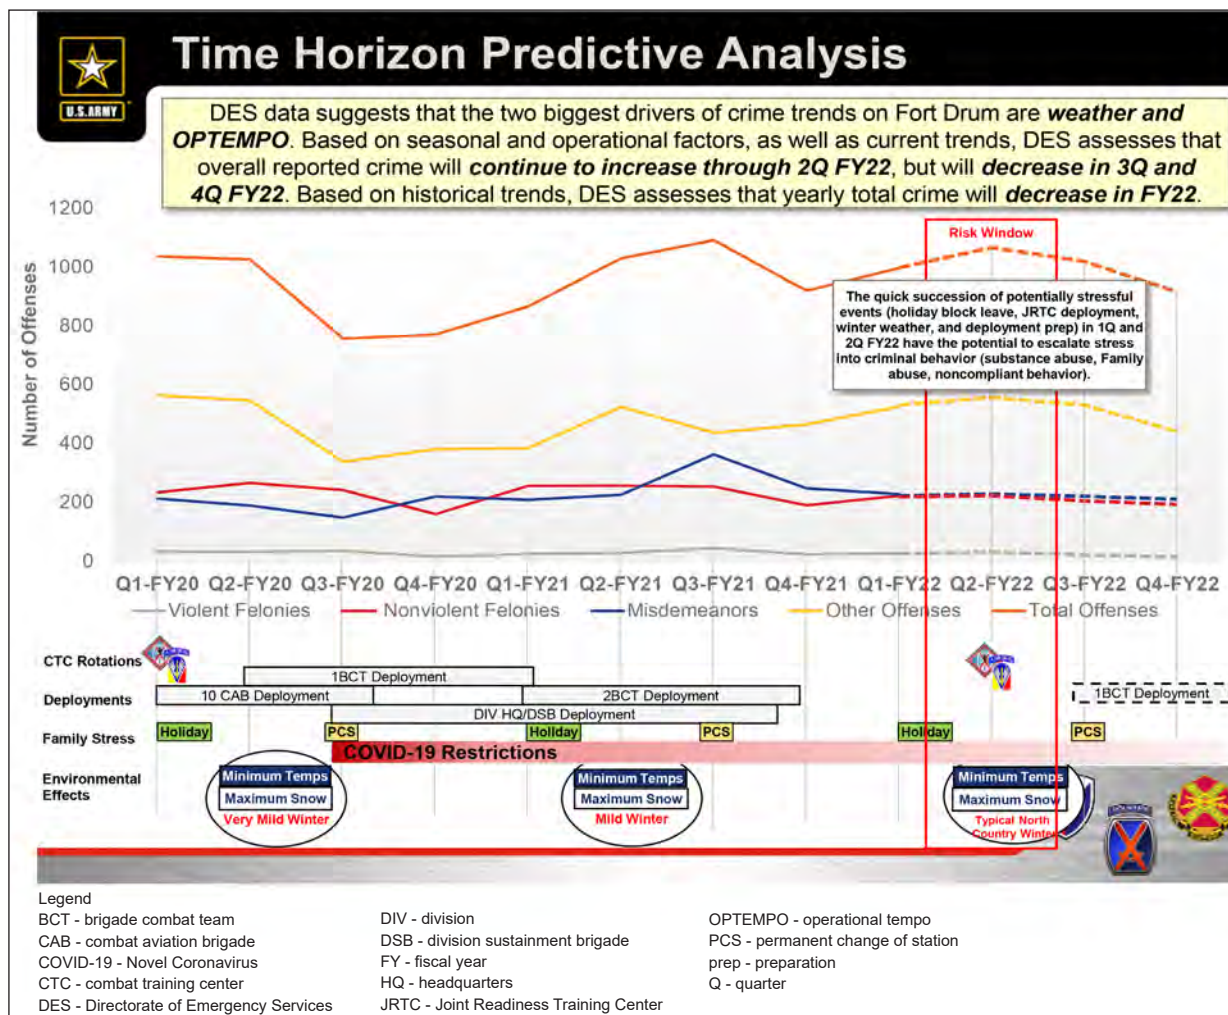 Time Horizon Predictive Analysis
U.S.ARMY
DES data suggests that the two biggest drivers of crime trends on Fort Drum are weather and
OPTEMPO. Based on seasonal and operational factors, as well as current trends, DES assesses that
overall reported crime will continue to increase through 2Q FY22, but will decrease in 3Q and
4Q FY22. Based on historical trends, DES assesses that yearly total crime will decrease in FY22.
1200
1000
800
600
400
200
0
Number of Offenses
Risk Window
The quick succession of potentially stressful
events (holiday block leave, JRTC deployment,
winter weather, and deployment prep) in 1Q and
2Q FY22 have the potential to escalate stress
into criminal behavior (substance abuse, Family
abuse, noncompliant behavior).
Q1-FY20 Q2-FY20 Q3-FY20 Q4-FY20 Q1-FY21 Q2-FY21 Q3-FY21 Q4-FY21 Q1-FY22 Q2-FY22 Q3-FY22 Q4-FY22
Violent Felonies Nonviolent Felonies Misdemeanors Other Offenses Total Offenses
CTC Rotations
1BCT Deployment
Deployments
10 CAB Deployment 2BCT Deployment 1BCT Deployment
DIV HQ/DSB Deployment
Family Stress
Holiday PCS Holiday PCS Holiday PCS
COVID-19 Restrictions
Environmental
Effects
Minimum Temps Minimum Temps Minimum Temps
Maximum Snow Maximum Snow Maximum Snow
Very Mild Winter Mild Winter Typical North
Country Winter
Legend
BCT - brigade combat team
CAB - combat aviation brigade
COVID-19 - Novel Coronavirus
CTC - combat training center
DES - Directorate of Emergency Services
DIV - division
DSB - division sustainment brigade
FY - fiscal year
HQ - headquarters
JRTC - Joint Readiness Training Center
OPTEMPO - operational tempo
PCS - permanent change of station
prep - preparation
Q - quarter